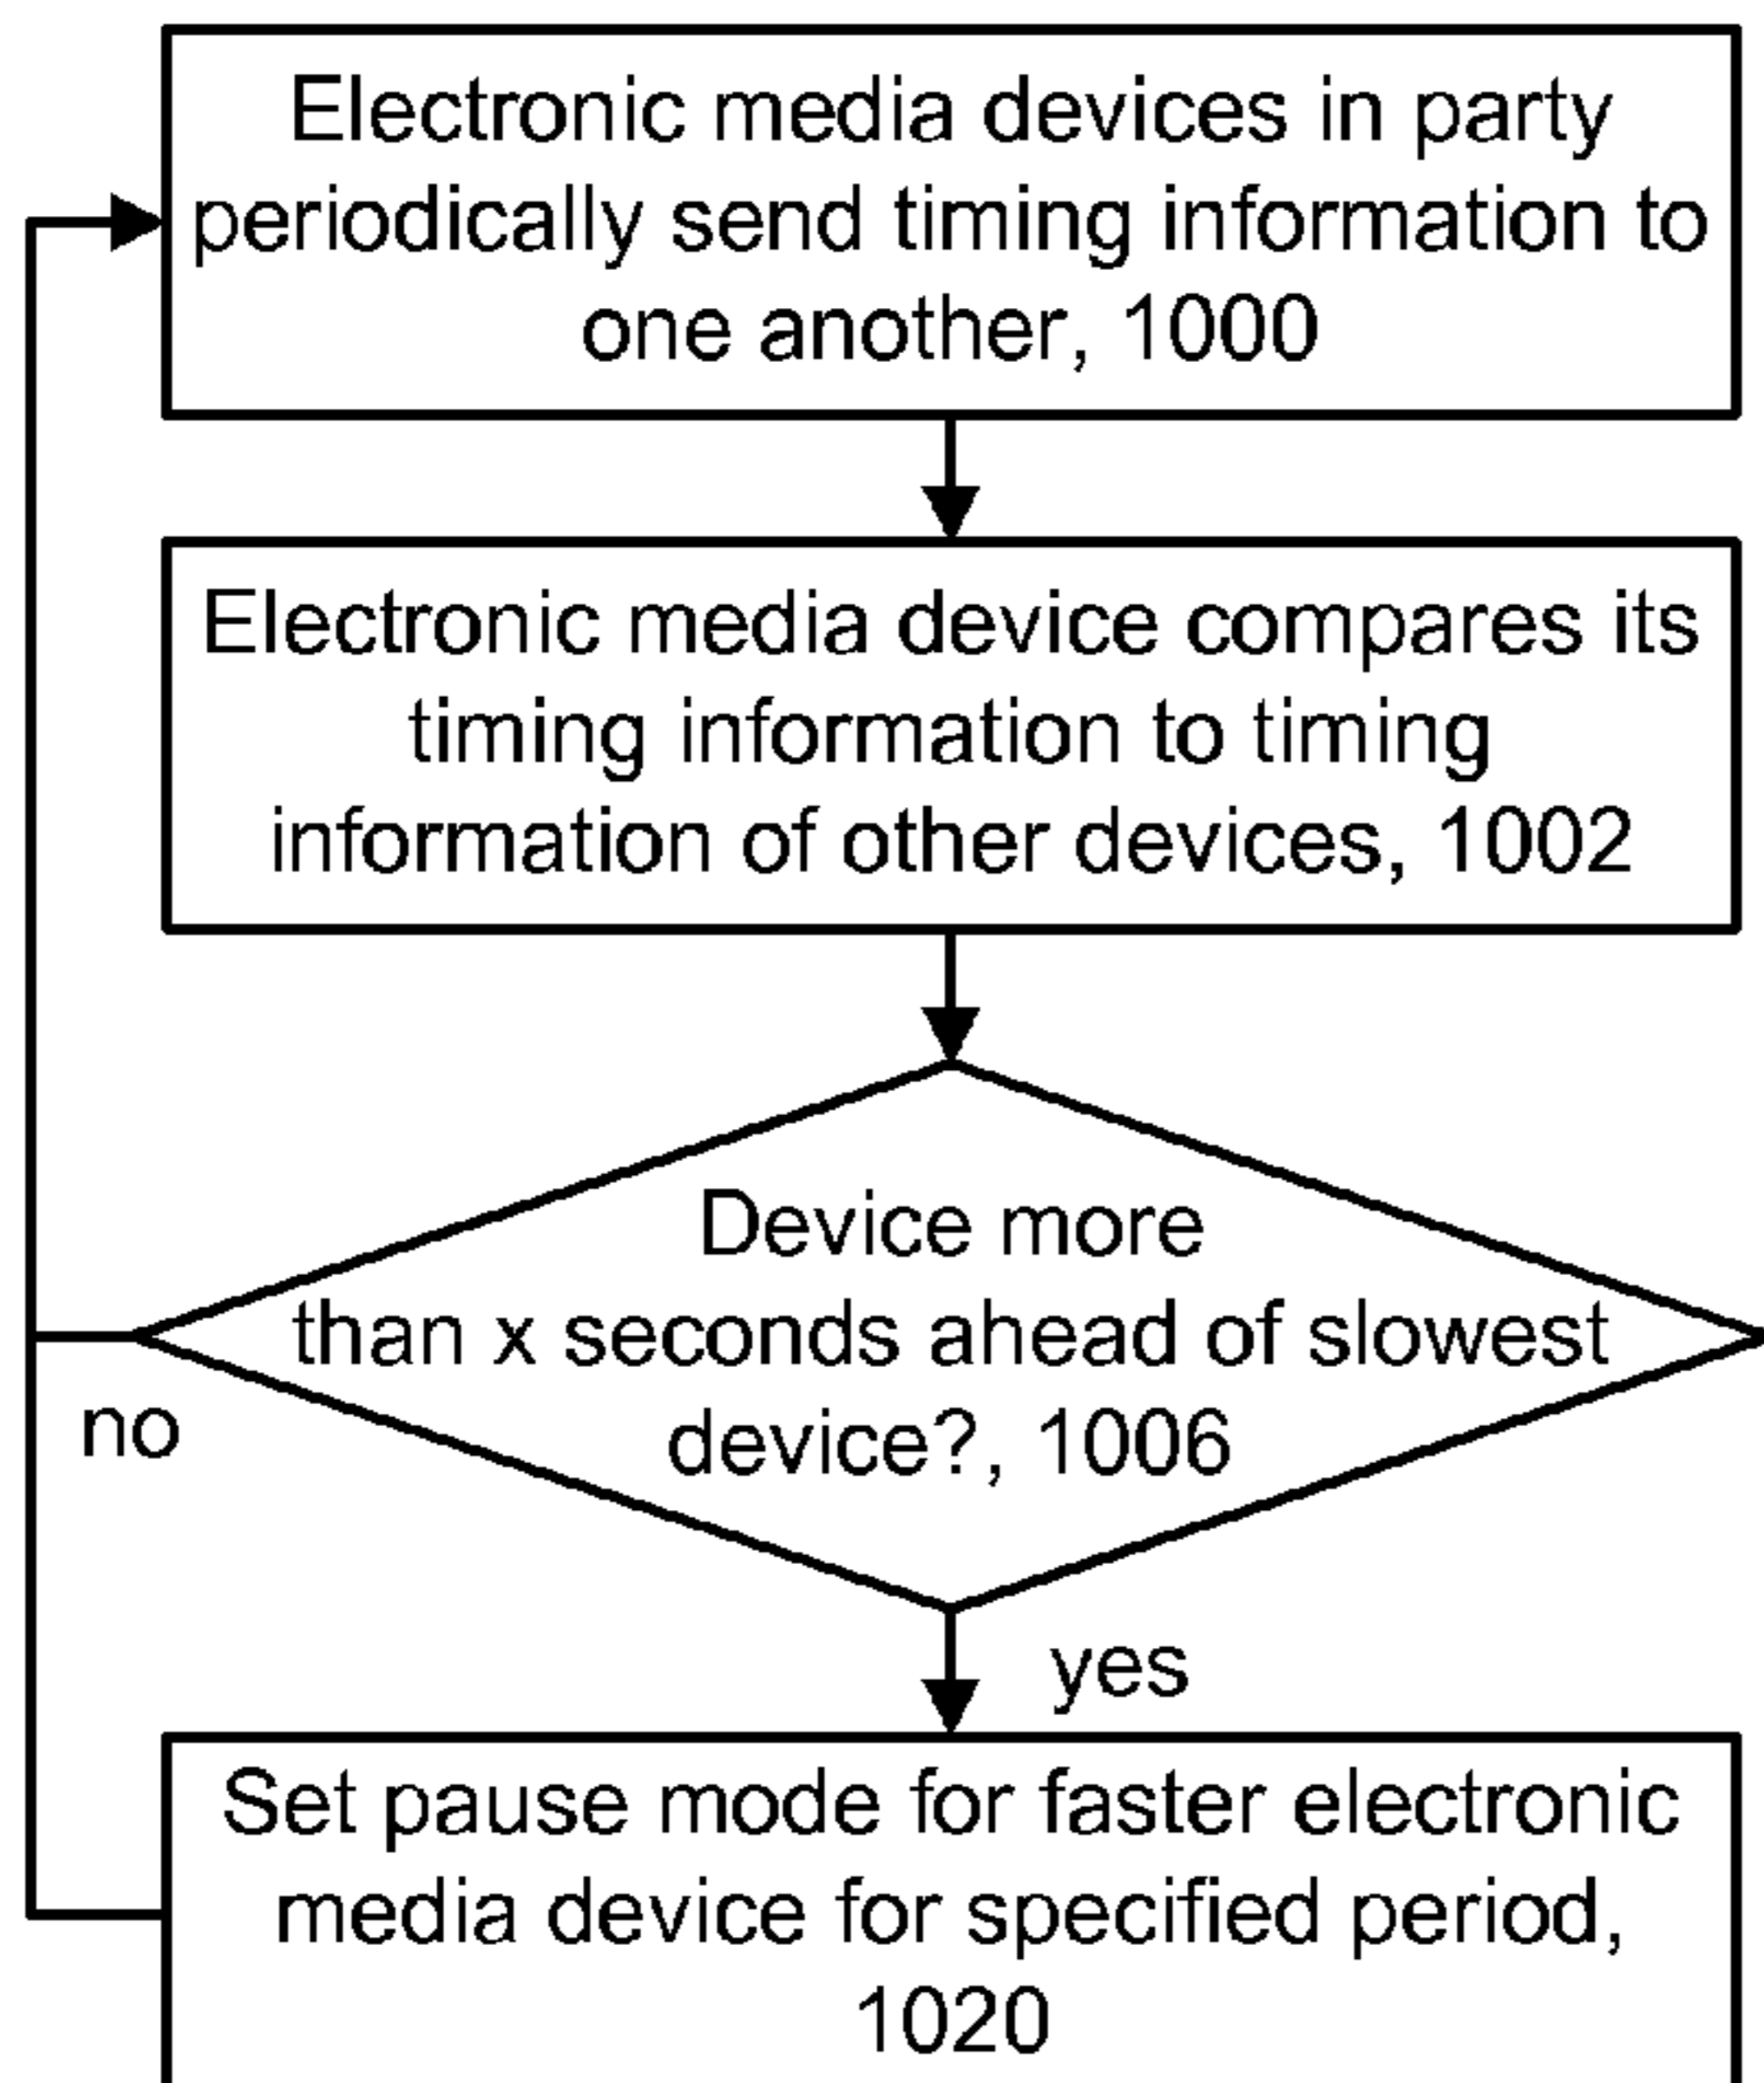 Electronic media devices in party
periodically send timing information to
one another, 1000
Electronic media device compares its
timing information to timing
information of other devices, 1002
Device more
than x seconds ahead of slowest
device?, 1006
no
yes
Set pause mode for faster electronic
media device for specified period,
1020